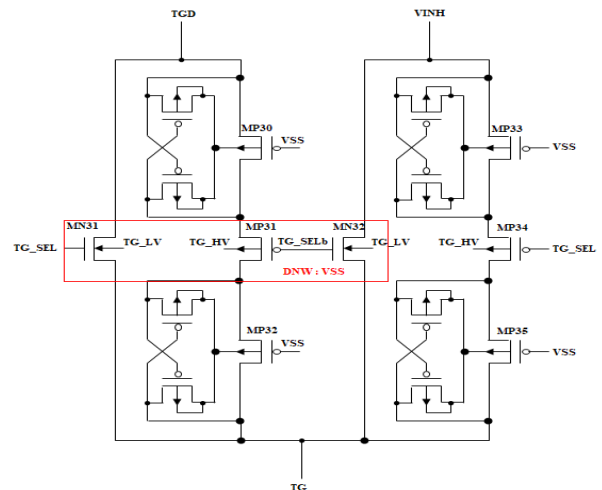 TGD
VINH
MP30
VSS
MP33
VSS
MN31
TG_SEL
TG_LV
TG_HV
MP31
TG_SELb
MN32
TG_LV
TG_HV
MP34
TG_SEL
DNW : VSS
MP32
VSS
MP35
VSS
TG